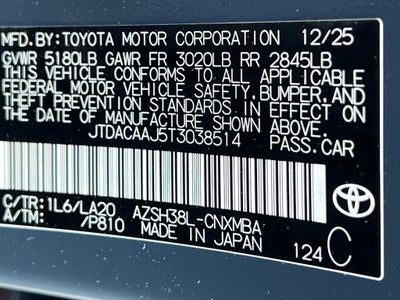 MFD. BY: TOYOTA MOTOR CORPORATION 12/25
GVWR 5180LB GAWR FR 3020LB RR 2845LB
THIS VEHICLE CONFORMS TO ALL APPLICABLE
FEDERAL MOTOR VEHICLE SAFETY, BUMPER, AND
THEFT PREVENTION STANDARDS IN EFFECT ON
THE DATE OF MANUFACTURE SHOWN ABOVE.
JTDACAAJ5T3038514 PASS.CAR
C/TR: 1L6/LA20 AZSH38L-CNXMBA
A/TM: /P810 MADE IN JAPAN
124 C
TOYOTA